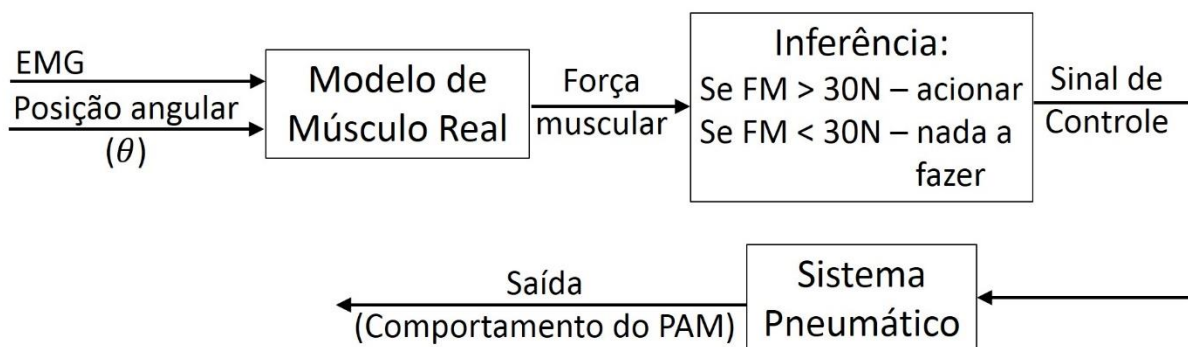 EMG
Posição angular
(θ)
Modelo de
Músculo Real
Força
muscular
Inferência:
Se FM > 30N – acionar
Se FM < 30N – nada a
fazer
Sinal de
Controle
Saída
(Comportamento do PAM)
Sistema
Pneumático